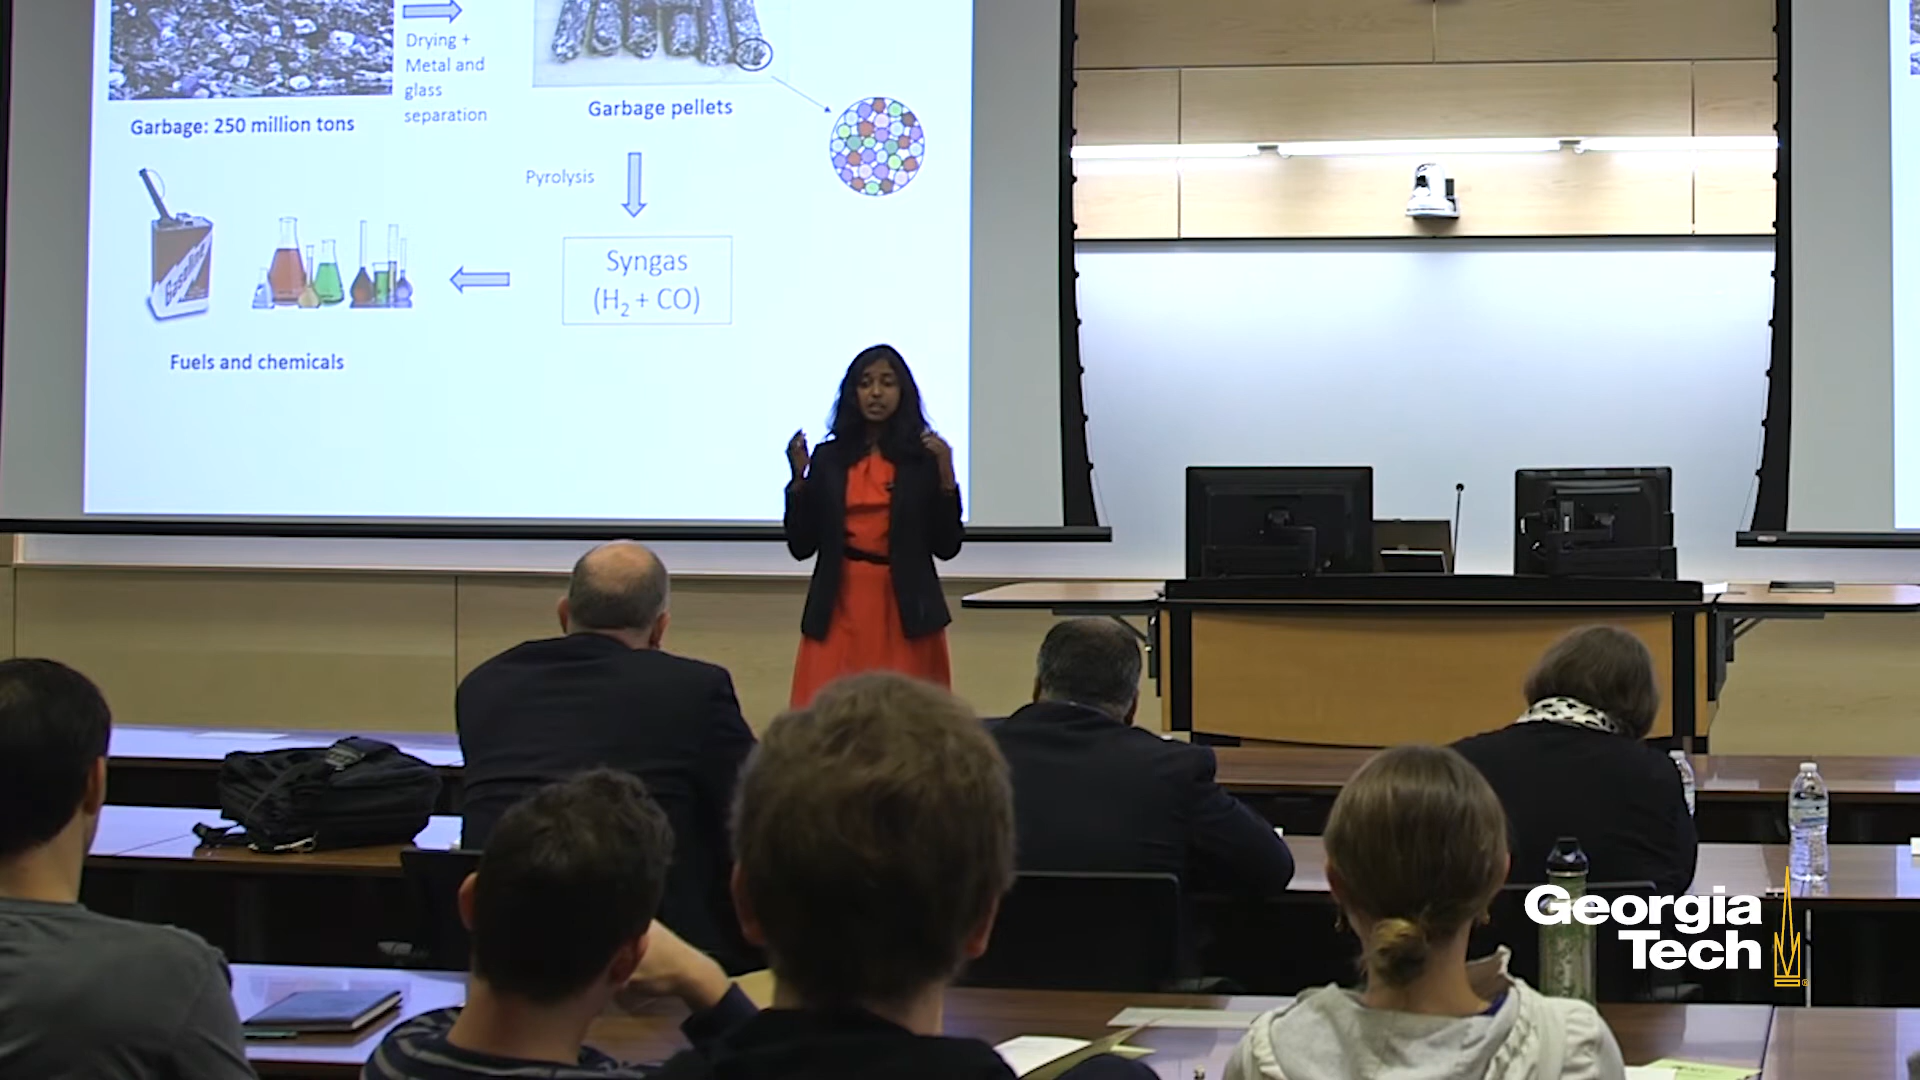 Drying +
Metal and
glass
separation
Garbage: 250 million tons
Garbage pellets
Pyrolysis
Syngas
(H₂ + CO)
Gasoline
Fuels and chemicals
Georgia
Tech